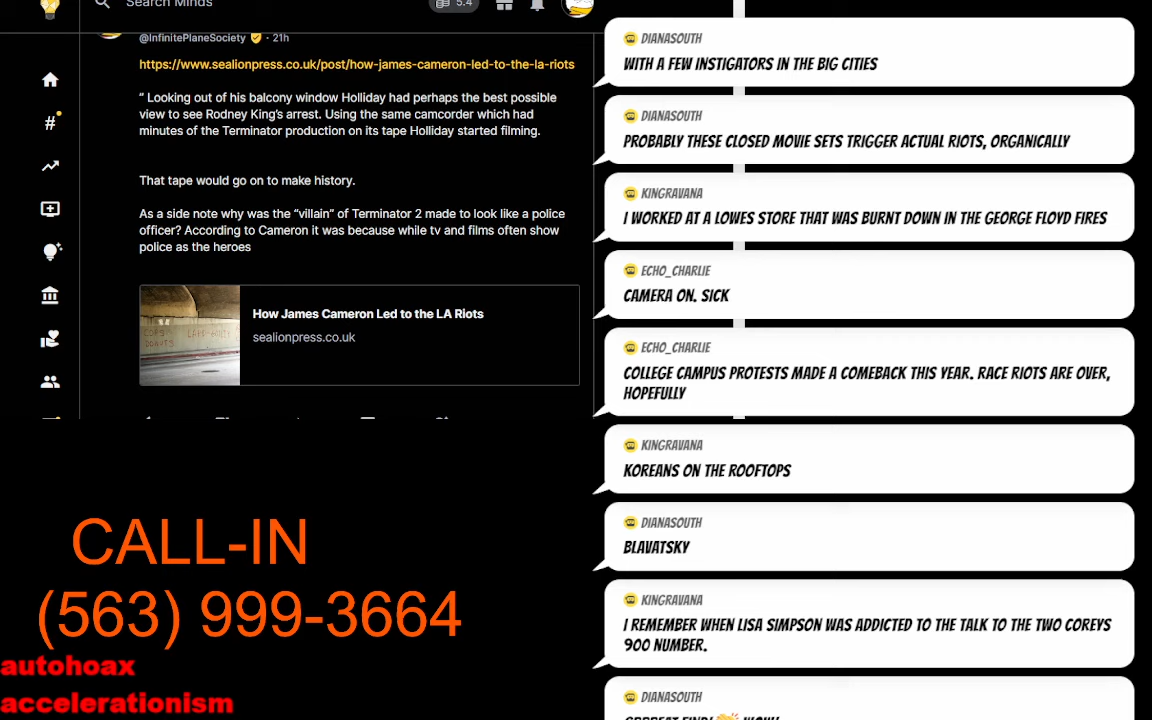 Search Minds
5.4
@InfinitePlaneSociety · 21h
https://www.sealionpress.co.uk/post/how-james-cameron-led-to-the-la-riots
" Looking out of his balcony window Holliday had perhaps the best possible
view to see Rodney King's arrest. Using the same camcorder which had
minutes of the Terminator production on its tape Holliday started filming.
That tape would go on to make history.
As a side note why was the "villain" of Terminator 2 made to look like a police
officer? According to Cameron it was because while tv and films often show
police as the heroes
How James Cameron Led to the LA Riots
sealionpress.co.uk
CALL-IN
(563) 999-3664
autohoax
accelerationism
DIANASOUTH
WITH A FEW INSTIGATORS IN THE BIG CITIES
DIANASOUTH
PROBABLY THESE CLOSED MOVIE SETS TRIGGER ACTUAL RIOTS, ORGANICALLY
KINGRAVANA
I WORKED AT A LOWES STORE THAT WAS BURNT DOWN IN THE GEORGE FLOYD FIRES
ECHO_CHARLIE
CAMERA ON. SICK
ECHO_CHARLIE
COLLEGE CAMPUS PROTESTS MADE A COMEBACK THIS YEAR. RACE RIOTS ARE OVER,
HOPEFULLY
KINGRAVANA
KOREANS ON THE ROOFTOPS
DIANASOUTH
BLAVATSKY
KINGRAVANA
I REMEMBER WHEN LISA SIMPSON WAS ADDICTED TO THE TALK TO THE TWO COREYS
900 NUMBER.
DIANASOUTH